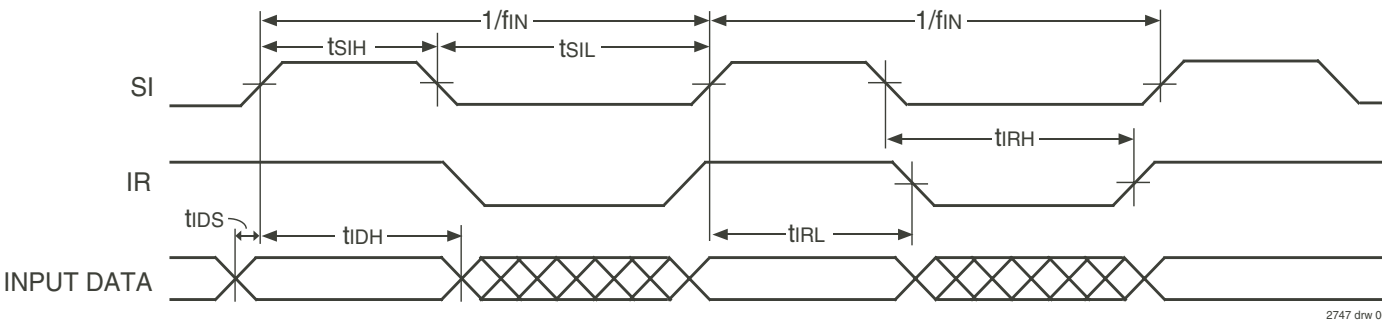 1/fIN
1/fIN
tSIH
tSIL
SI
tIRH
IR
tIDS
tIDH
tIRL
INPUT DATA
2747 drw 0